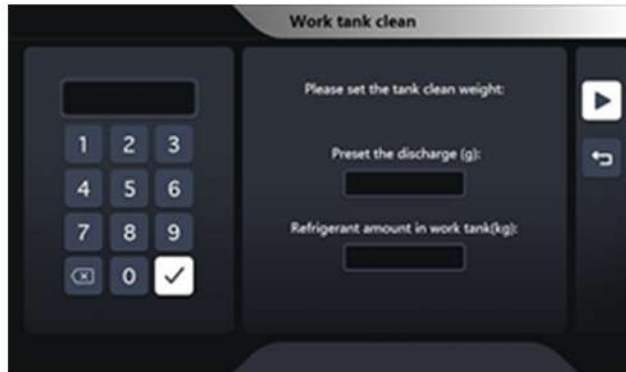 Work tank clean
1 2 3
4 5 6
7 8 9
0
Please set the tank clean weight:
Preset the discharge (g):
Refrigerant amount in work tank(kg):